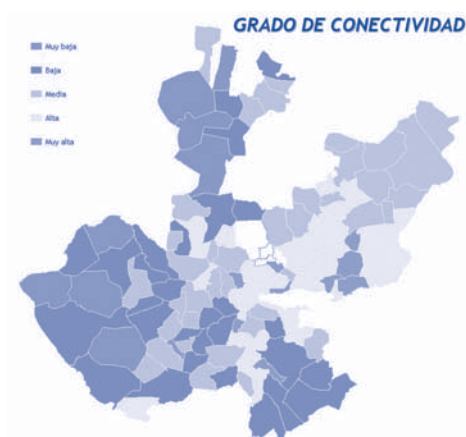 GRADO DE CONECTIVIDAD
Muy baja
Baja
Media
Alta
Muy alta